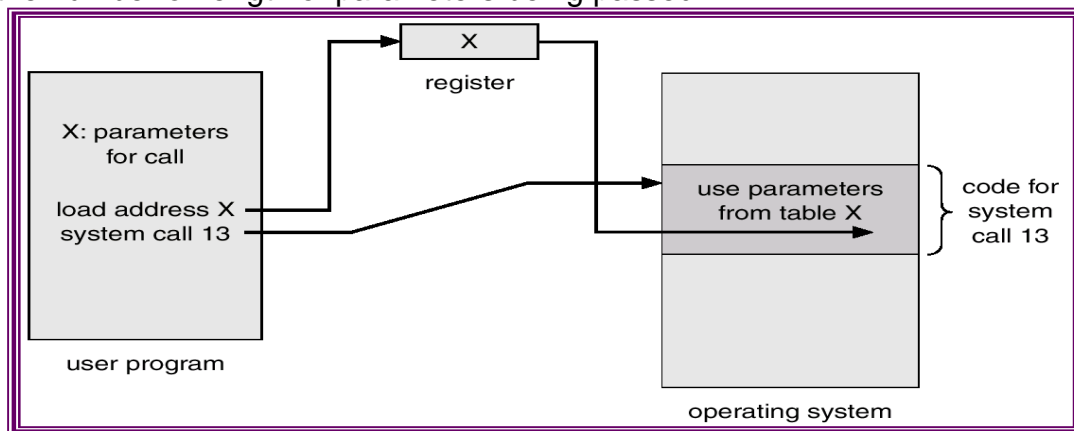 X
register
X: parameters
for call
load address X
system call 13
user program
use parameters
from table X
code for
system
call 13
operating system